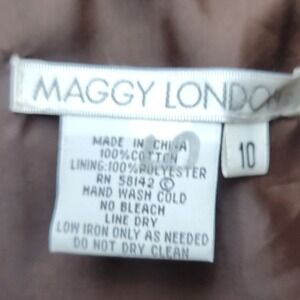 MAGGY LONDON
10
MADE IN CHINA
100% COTTON
LINING:100% POLYESTER
RN 58142 ©
HAND WASH COLD
NO BLEACH
LINE DRY
LOW IRON ONLY AS NEEDED
DO NOT DRY CLEAN